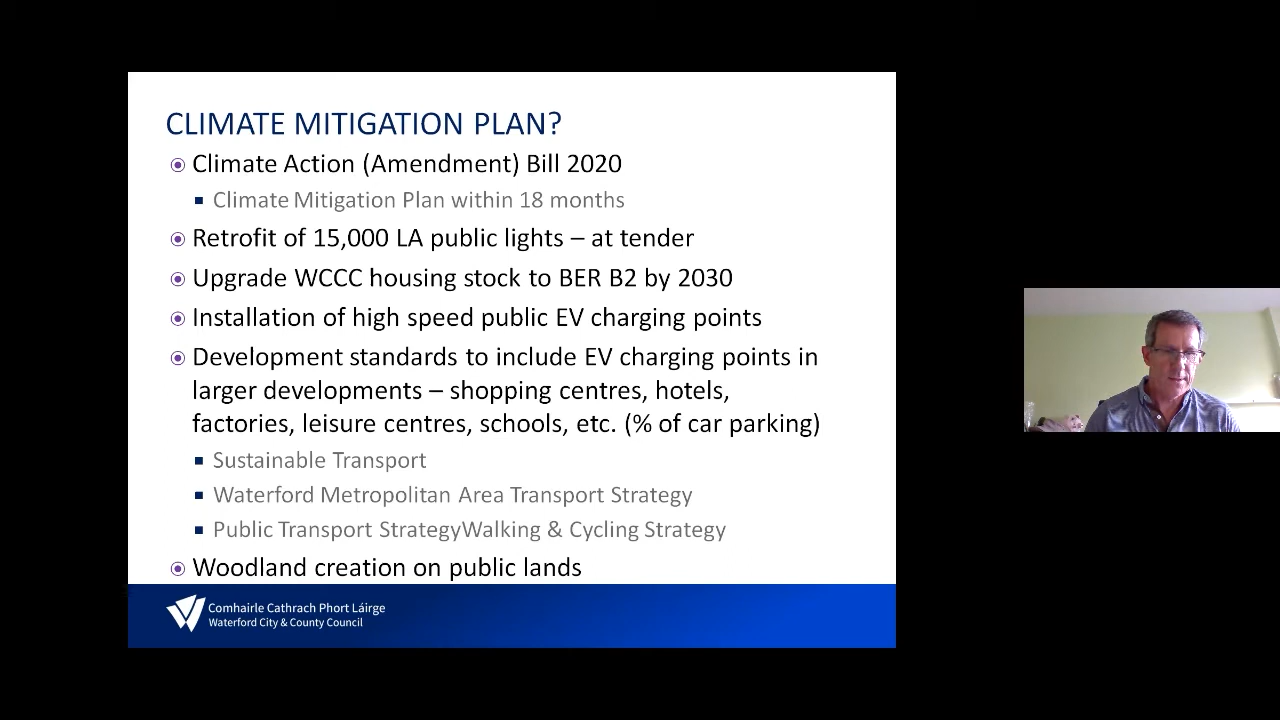 CLIMATE MITIGATION PLAN?
Climate Action (Amendment) Bill 2020
Climate Mitigation Plan within 18 months
Retrofit of 15,000 LA public lights – at tender
Upgrade WCCC housing stock to BER B2 by 2030
Installation of high speed public EV charging points
Development standards to include EV charging points in
larger developments – shopping centres, hotels,
factories, leisure centres, schools, etc. (% of car parking)
Sustainable Transport
Waterford Metropolitan Area Transport Strategy
Public Transport StrategyWalking & Cycling Strategy
Woodland creation on public lands
Comhairle Cathrach Phort Láirge
Waterford City & County Council